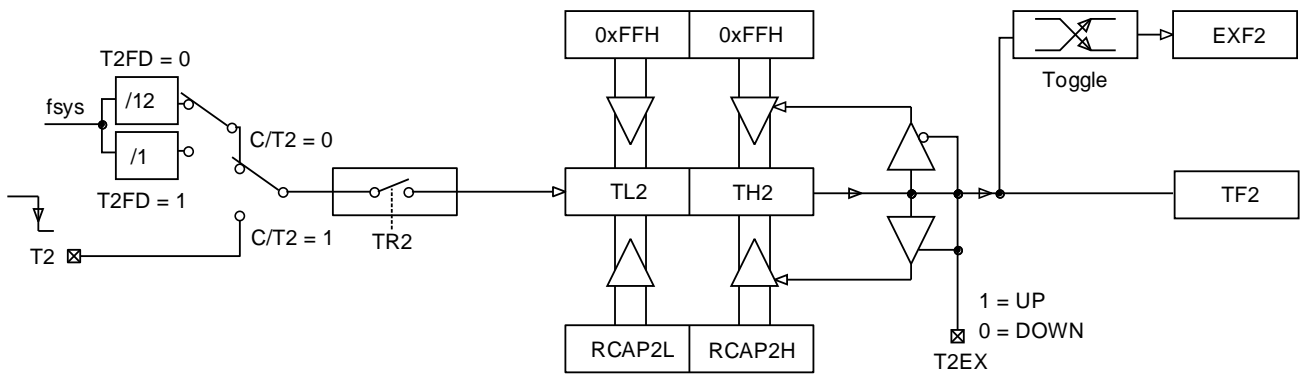 0xFFH 0xFFH EXF2
T2FD = 0
Toggle
fsys /12
C/T2 = 0
/1
T2FD = 1
TL2 TH2 TF2
C/T2 = 1
TR2
T2
1 = UP
0 = DOWN
RCAP2L RCAP2H
T2EX